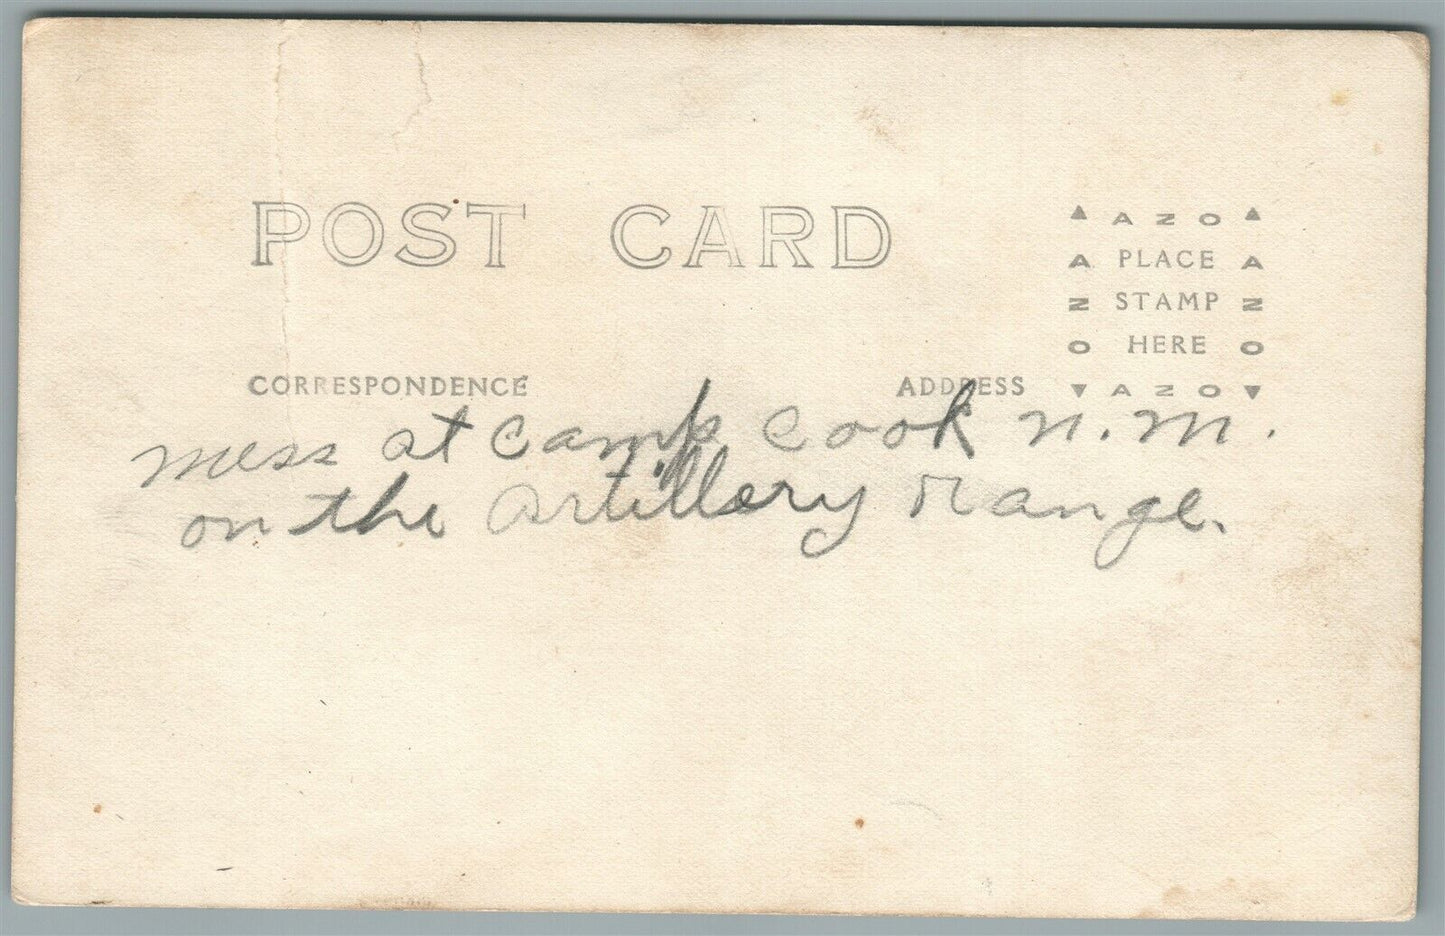 POST CARD
▲ AZO ▲
A PLACE A
Z STAMP Z
O HERE O
▼ AZO ▼
CORRESPONDENCE ADDRESS
mess at camp cook n.m.
on the artillery range.